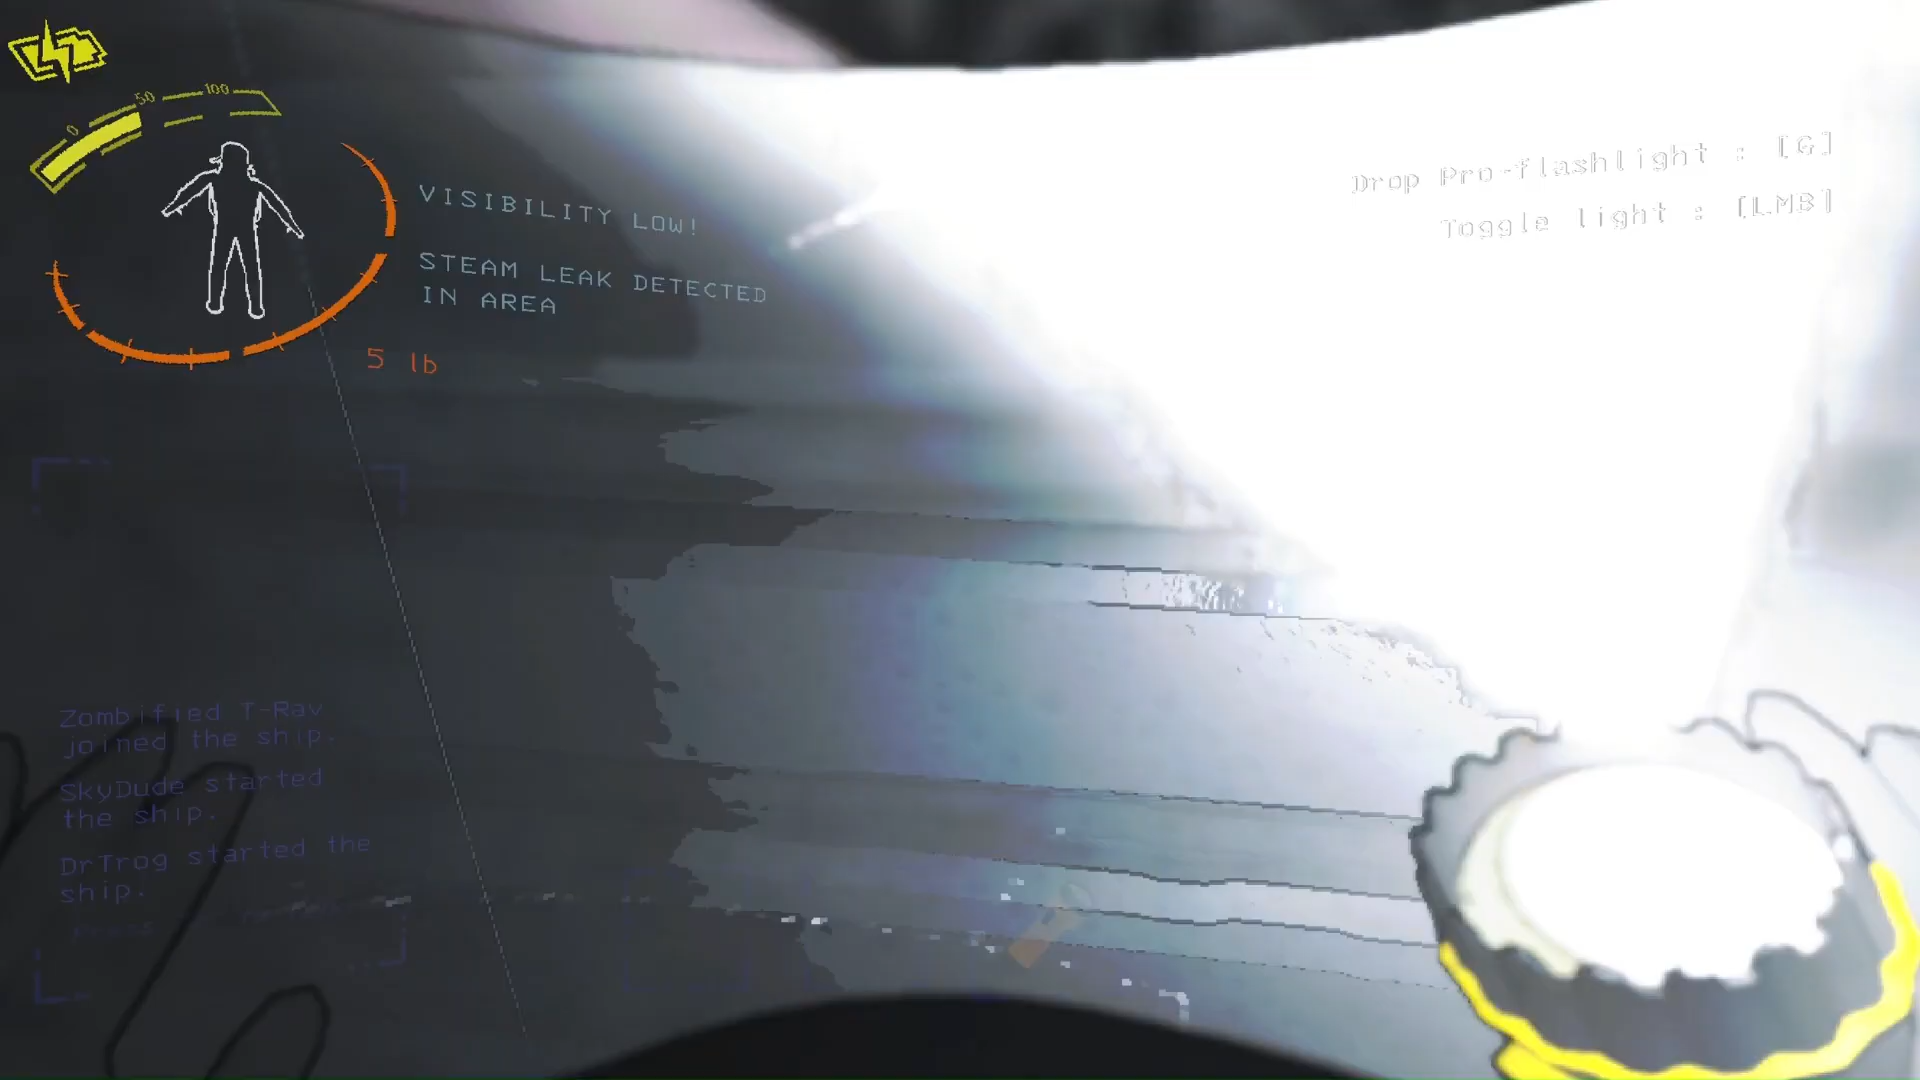 0 50 100
VISIBILITY LOW!
STEAM LEAK DETECTED
IN AREA
5 lb
Drop Pro-flashlight : [G]
Toggle light : [LMB]
Zombified T-Rav
joined the ship.
SkyDude started
the ship.
DrTrog started the
ship.